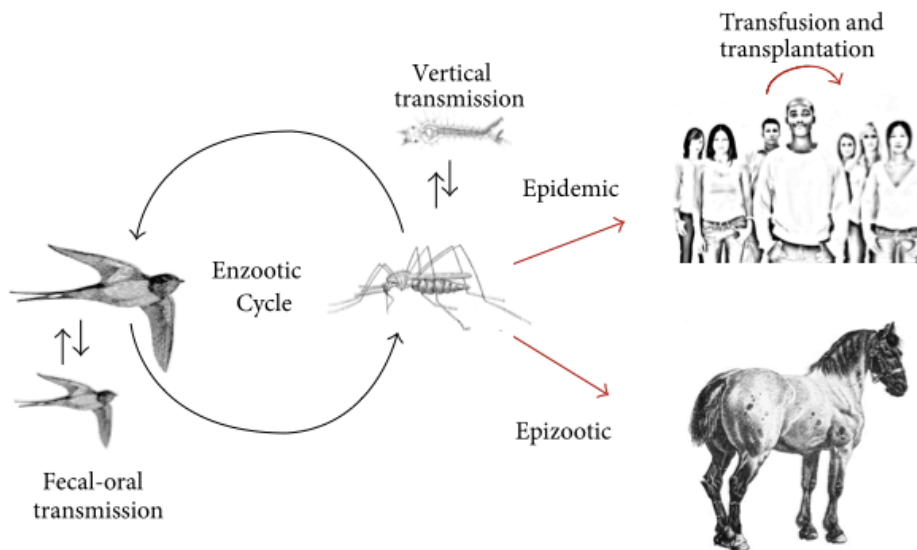 Transfusion and
transplantation
Vertical
transmission
Epidemic
Enzootic
Cycle
Epizootic
Fecal-oral
transmission